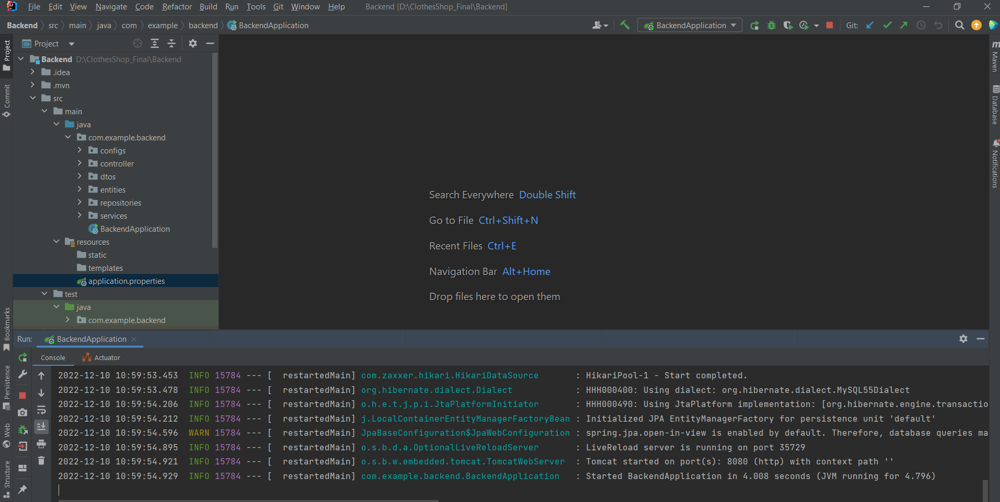 File Edit View Navigate Code Refactor Build Run Tools Git Window Help Backend [D:\ClothesShop_Final\Backend]
Backend src main java com example backend BackendApplication BackendApplication Git:
Project
Project
Commit
Bookmarks
Persistence
Web
Structure
Maven
Database
Notifications
Backend D:\ClothesShop_Final\Backend
.idea
.mvn
src
main
java
com.example.backend
configs
controller
dtos
entities
repositories
services
BackendApplication
resources
static
templates
application.properties
test
java
com.example.backend
Search Everywhere Double Shift
Go to File Ctrl+Shift+N
Recent Files Ctrl+E
Navigation Bar Alt+Home
Drop files here to open them
Run: BackendApplication
Console Actuator
2022-12-10 10:59:53.453 INFO 15784 --- [ restartedMain] com.zaxxer.hikari.HikariDataSource : HikariPool-1 - Start completed.
2022-12-10 10:59:53.478 INFO 15784 --- [ restartedMain] org.hibernate.dialect.Dialect : HHH000400: Using dialect: org.hibernate.dialect.MySQL55Dialect
2022-12-10 10:59:54.206 INFO 15784 --- [ restartedMain] o.h.e.t.j.p.i.JtaPlatformInitiator : HHH000490: Using JtaPlatform implementation: [org.hibernate.engine.transactio
2022-12-10 10:59:54.212 INFO 15784 --- [ restartedMain] j.LocalContainerEntityManagerFactoryBean : Initialized JPA EntityManagerFactory for persistence unit 'default'
2022-12-10 10:59:54.596 WARN 15784 --- [ restartedMain] JpaBaseConfiguration$JpaWebConfiguration : spring.jpa.open-in-view is enabled by default. Therefore, database queries ma
2022-12-10 10:59:54.895 INFO 15784 --- [ restartedMain] o.s.b.d.a.OptionalLiveReloadServer : LiveReload server is running on port 35729
2022-12-10 10:59:54.921 INFO 15784 --- [ restartedMain] o.s.b.w.embedded.tomcat.TomcatWebServer : Tomcat started on port(s): 8080 (http) with context path ''
2022-12-10 10:59:54.929 INFO 15784 --- [ restartedMain] com.example.backend.BackendApplication : Started BackendApplication in 4.008 seconds (JVM running for 4.796)